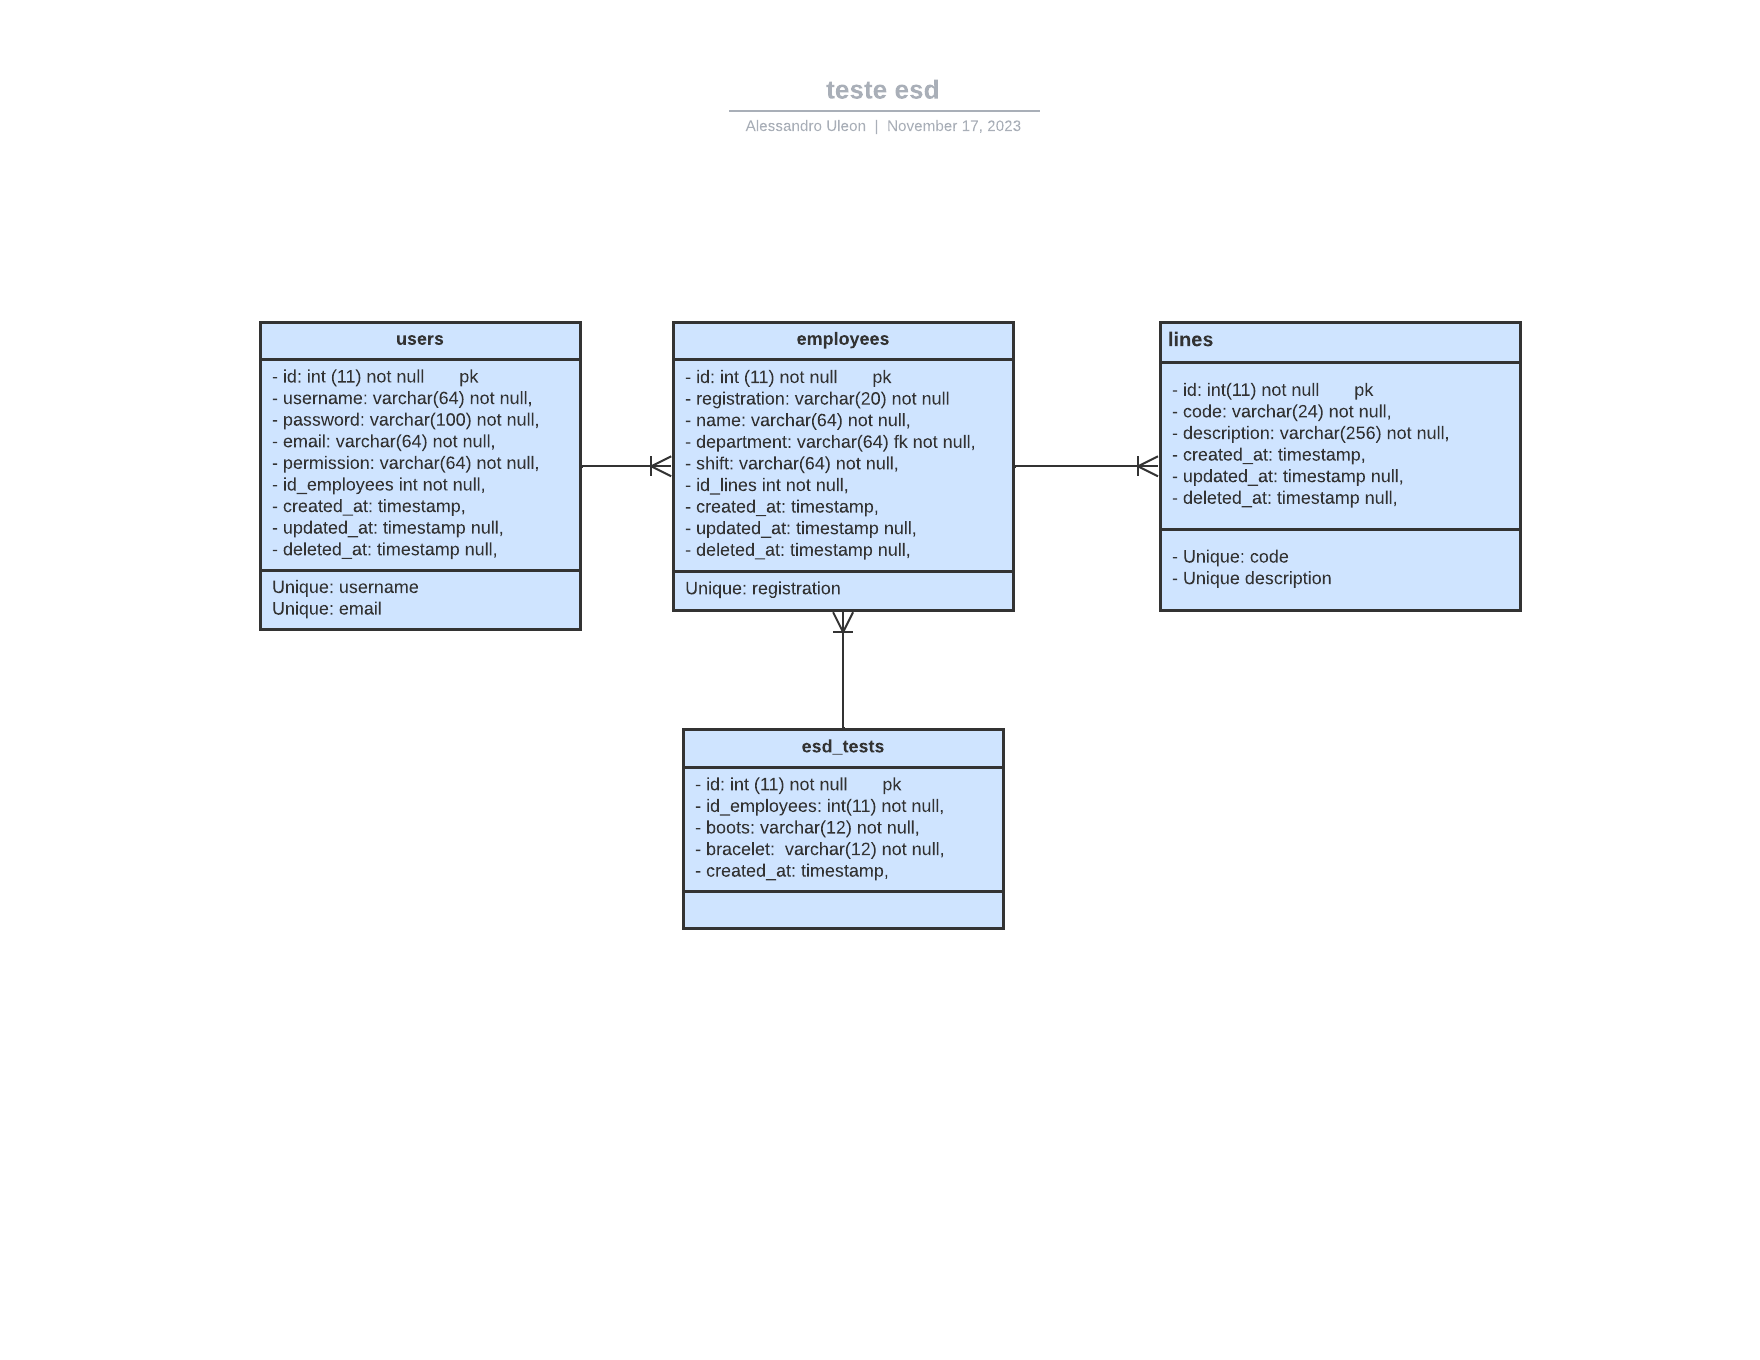 teste esd
Alessandro Uleon | November 17, 2023
users
- id: int (11) not null pk
- username: varchar(64) not null,
- password: varchar(100) not null,
- email: varchar(64) not null,
- permission: varchar(64) not null,
- id_employees int not null,
- created_at: timestamp,
- updated_at: timestamp null,
- deleted_at: timestamp null,
Unique: username
Unique: email
employees
- id: int (11) not null pk
- registration: varchar(20) not null
- name: varchar(64) not null,
- department: varchar(64) fk not null,
- shift: varchar(64) not null,
- id_lines int not null,
- created_at: timestamp,
- updated_at: timestamp null,
- deleted_at: timestamp null,
Unique: registration
lines
- id: int(11) not null pk
- code: varchar(24) not null,
- description: varchar(256) not null,
- created_at: timestamp,
- updated_at: timestamp null,
- deleted_at: timestamp null,
- Unique: code
- Unique description
esd_tests
- id: int (11) not null pk
- id_employees: int(11) not null,
- boots: varchar(12) not null,
- bracelet:  varchar(12) not null,
- created_at: timestamp,